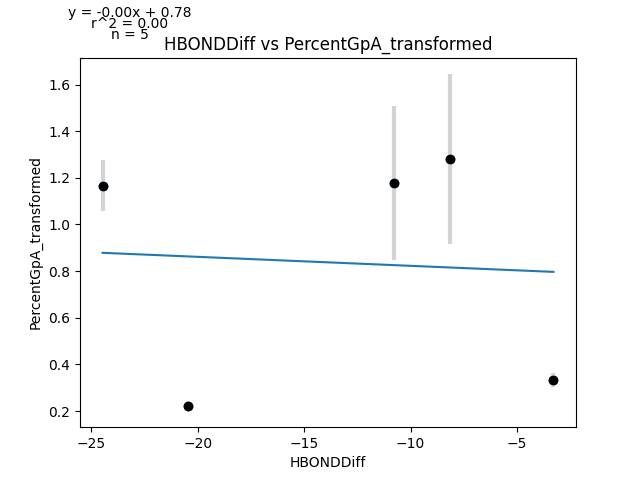 y = -0.00x + 0.78
r^2 = 0.00
n = 5
HBONDDiff vs PercentGpA_transformed
PercentGpA_transformed
1.6
1.4
1.2
1.0
0.8
0.6
0.4
0.2
−25
−20
−15
−10
−5
HBONDDiff